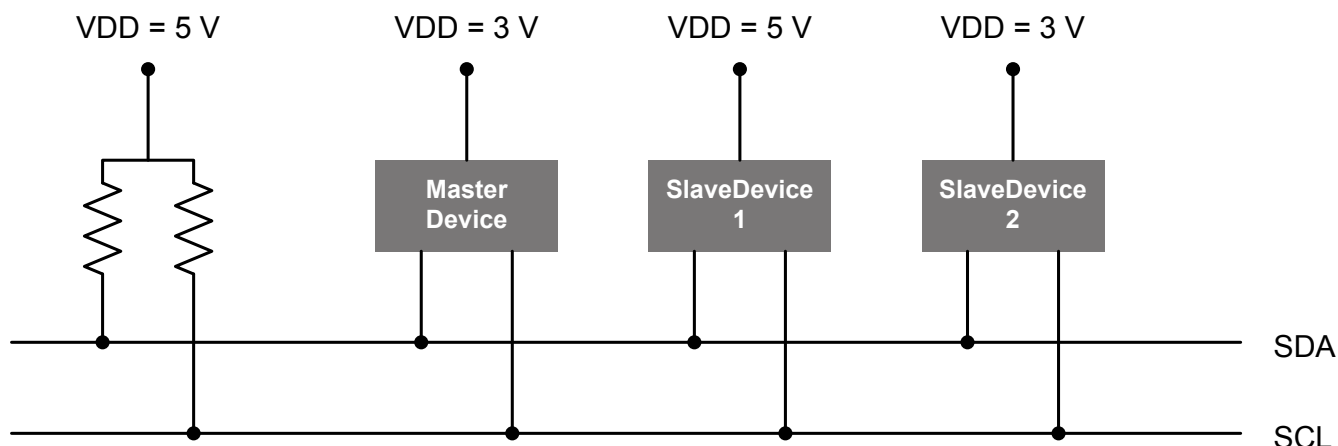 VDD = 5 V
VDD = 3 V
VDD = 5 V
VDD = 3 V
Master
Device
SlaveDevice
1
SlaveDevice
2
SDA
SCL